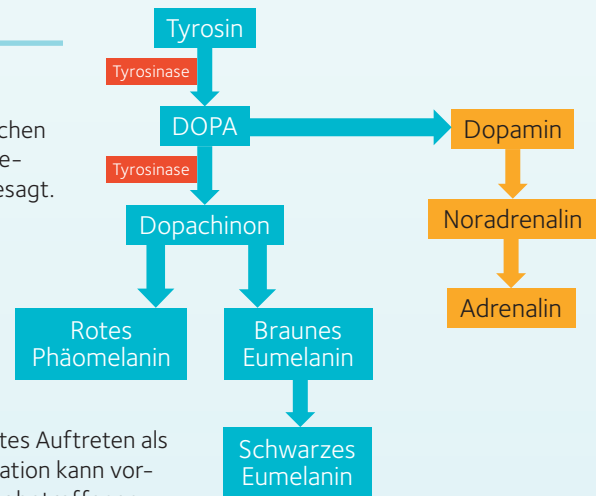 Tyrosin
Tyrosinase
DOPA
Dopamin
Tyrosinase
Noradrenalin
Dopachinon
Adrenalin
Rotes
Phäomelanin
Braunes
Eumelanin
Schwarzes
Eumelanin
chen
e-
esagt.
tes Auftreten als
ation kann vor-